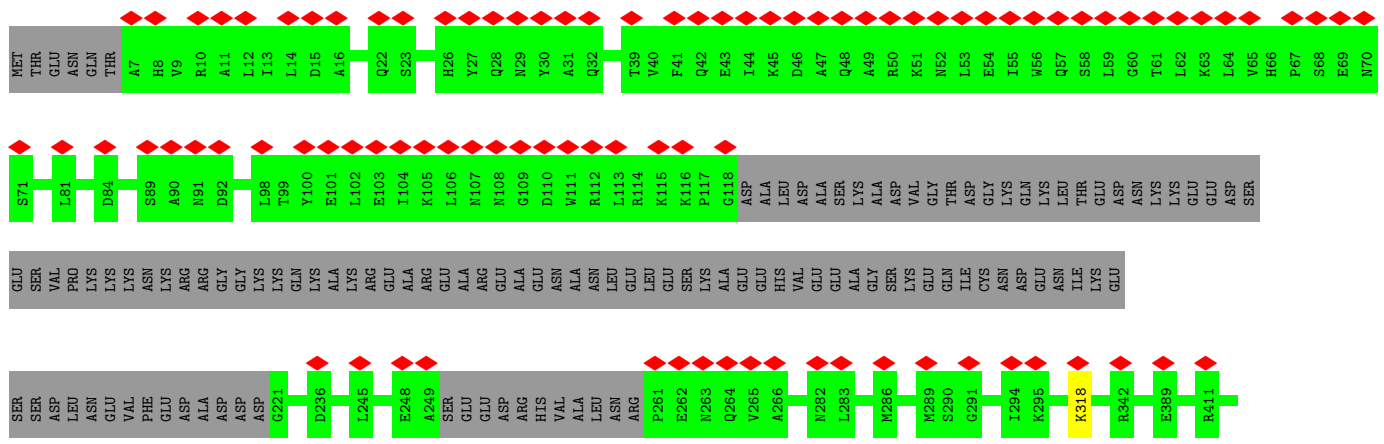 MET THR GLU ASN GLN THR A7 H8 V9 R10 A11 L12 I13 L14 D15 A16 Q22 S23 H26 Y27 Q28 N29 Y30 A31 Q32 T39 V40 F41 Q42 E43 I44 K45 D46 A47 Q48 A49 R50 K51 N52 L53 E54 I55 W56 Q57 S58 L59 G60 T61 L62 K63 L64 V65 H66 P67 S68 E69 N70
S71 L81 D84 S89 A90 N91 D92 L98 T99 Y100 E101 L102 E103 I104 K105 L106 N107 N108 G109 D110 W111 R112 L113 R114 K115 K116 P117 G118 ASP ALA LEU ASP ALA SER LYS ALA ASP VAL GLY THR ASP GLY LYS GLN LYS LEU THR GLU ASP ASN LYS LYS GLU GLU ASP SER
GLU SER VAL PRO LYS LYS LYS ASN LYS ARG ARG GLY GLY LYS LYS GLN LYS ALA LYS ARG GLU ALA ARG GLU ALA ARG GLU ALA GLU ASN ALA ASN LEU GLU LEU GLU SER LYS ALA GLU GLU HIS VAL GLU GLU ALA GLY SER LYS GLU GLN ILE CYS ASN ASP GLU ASN ILE LYS GLU
SER SER ASP LEU ASN GLU VAL PHE GLU ASP ALA ASP ASP ASP G221 D236 L245 E248 A249 SER GLU GLU ASP ARG HIS VAL ALA LEU ASN ARG P261 E262 N263 Q264 V265 A266 N282 L283 M286 M289 S290 G291 I294 K295 K318 R342 E389 R411